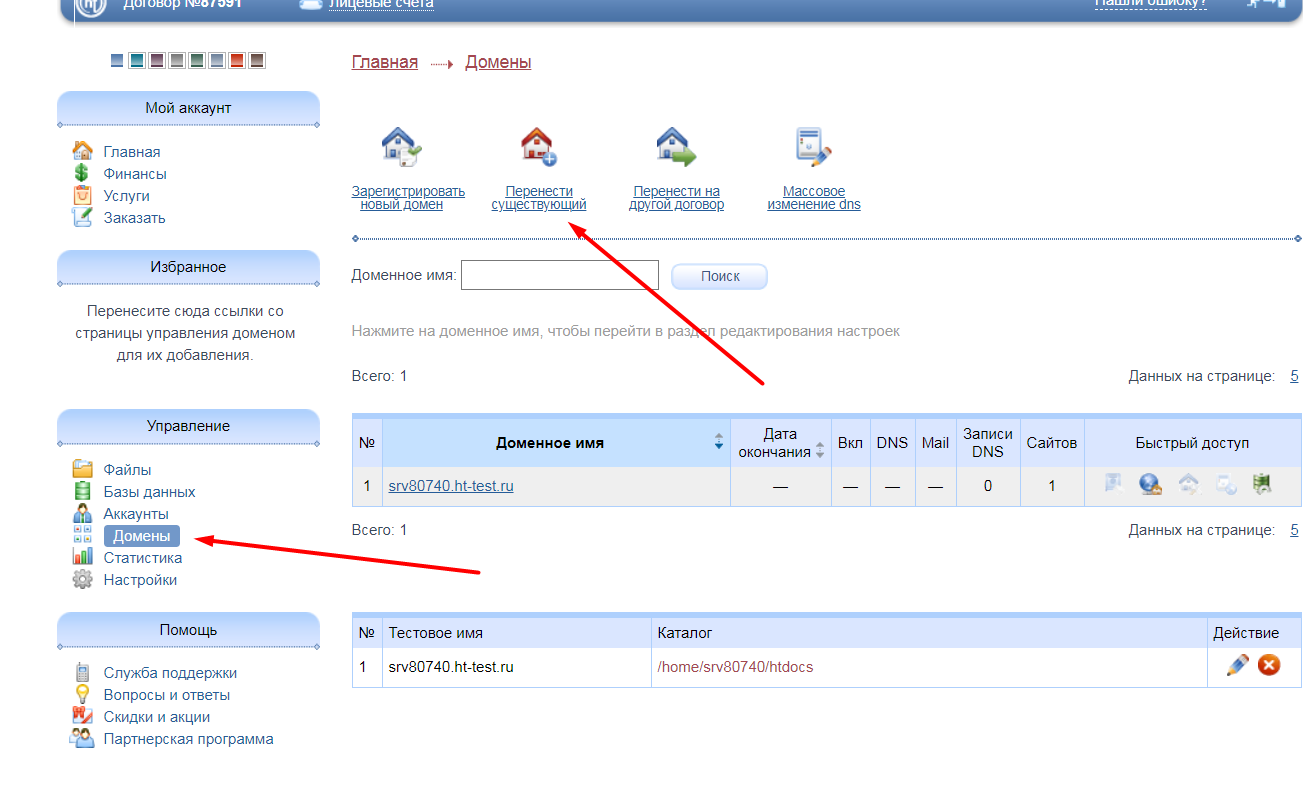 Договор №87591
Лицевые счета
Нашли ошибку?
Главная
Домены
Мой аккаунт
Главная
Финансы
Услуги
Заказать
Избранное
Перенесите сюда ссылки со
страницы управления доменом
для их добавления.
Управление
Файлы
Базы данных
Аккаунты
Домены
Статистика
Настройки
Помощь
Служба поддержки
Вопросы и ответы
Скидки и акции
Партнерская программа
Зарегистрировать
новый домен
Перенести
существующий
Перенести на
другой договор
Массовое
изменение dns
Доменное имя:
Поиск
Нажмите на доменное имя, чтобы перейти в раздел редактирования настроек
Всего: 1
Данных на странице: 5
№ Доменное имя Дата окончания Вкл DNS Mail Записи DNS Сайтов Быстрый доступ
1 srv80740.ht-test.ru — — — — 0 1
Всего: 1
Данных на странице: 5
№ Тестовое имя Каталог Действие
1 srv80740.ht-test.ru /home/srv80740/htdocs